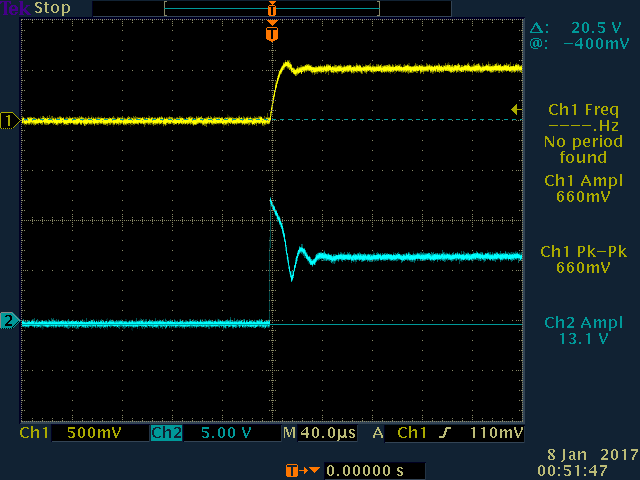 Tek Stop
T
T
Δ: 20.5 V
@: −400mV
1
Ch1 Freq
−−−−.Hz
No period
found
Ch1 Ampl
660mV
Ch1 Pk−Pk
660mV
2
Ch2 Ampl
13.1 V
Ch1 500mV Ch2 5.00 V M 40.0µs A Ch1 110mV
T 0.00000 s
8 Jan 2017
00:51:47